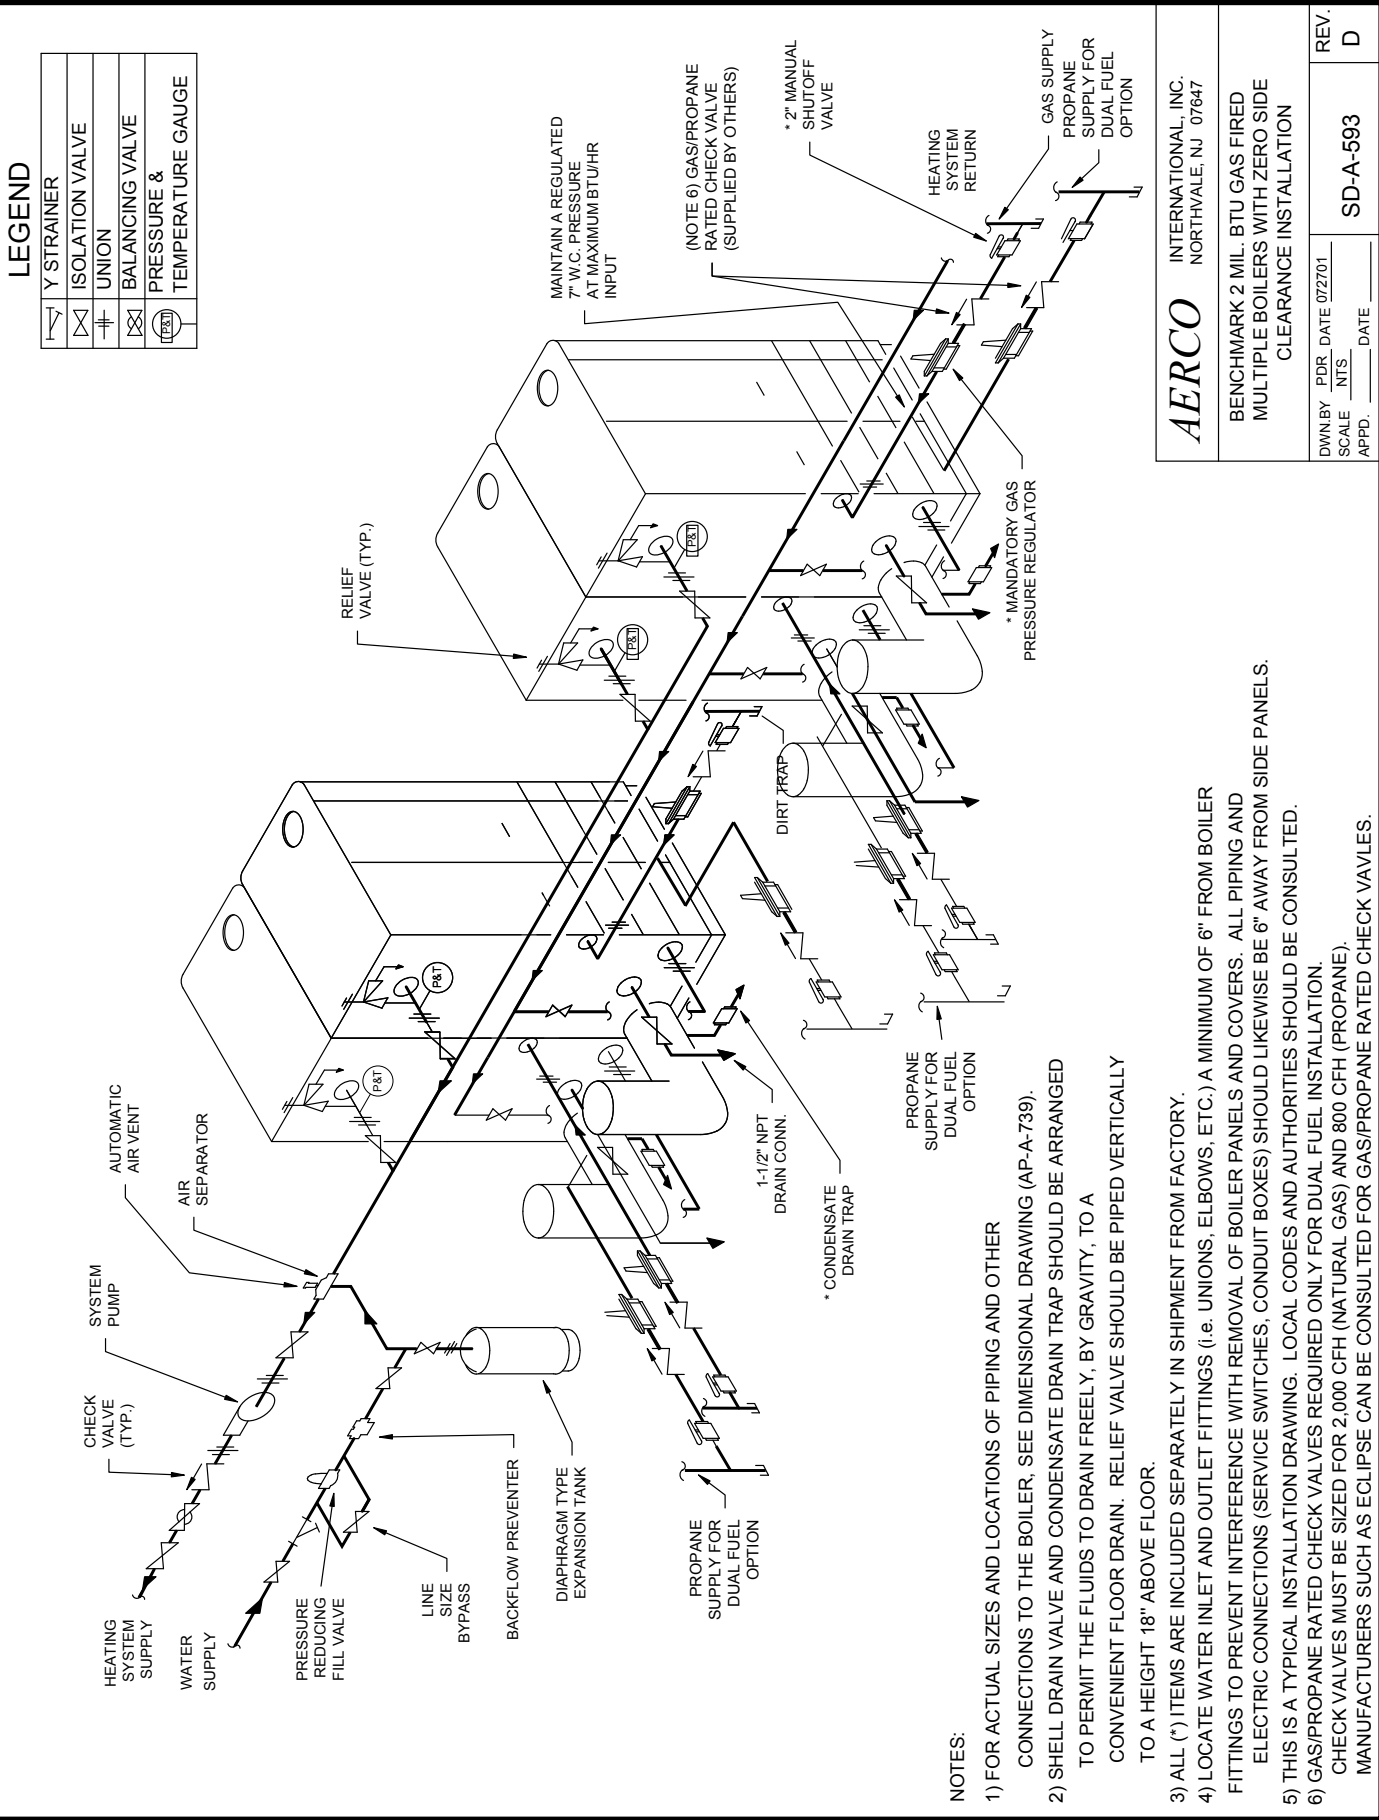 LEGEND
Y STRAINER
ISOLATION VALVE
UNION
BALANCING VALVE
P&T
PRESSURE &
TEMPERATURE GAUGE
HEATING
SYSTEM
SUPPLY
WATER
SUPPLY
CHECK
VALVE
(TYP.)
SYSTEM
PUMP
AIR
SEPARATOR
AUTOMATIC
AIR VENT
PRESSURE
REDUCING
FILL VALVE
LINE
SIZE
BYPASS
BACKFLOW PREVENTER
DIAPHRAGM TYPE
EXPANSION TANK
PROPANE
SUPPLY FOR
DUAL FUEL
OPTION
P&T
P&T
RELIEF
VALVE (TYP.)
P&T
P&T
MAINTAIN A REGULATED
7" W.C. PRESSURE
AT MAXIMUM BTU/HR
INPUT
(NOTE 6) GAS/PROPANE
RATED CHECK VALVE
(SUPPLIED BY OTHERS)
* 2" MANUAL
SHUTOFF
VALVE
HEATING
SYSTEM
RETURN
GAS SUPPLY
PROPANE
SUPPLY FOR
DUAL FUEL
OPTION
* MANDATORY GAS
PRESSURE REGULATOR
DIRT TRAP
1-1/2" NPT
DRAIN CONN.
* CONDENSATE
DRAIN TRAP
PROPANE
SUPPLY FOR
DUAL FUEL
OPTION
NOTES:
1) FOR ACTUAL SIZES AND LOCATIONS OF PIPING AND OTHER
CONNECTIONS TO THE BOILER, SEE DIMENSIONAL DRAWING (AP-A-739).
2) SHELL DRAIN VALVE AND CONDENSATE DRAIN TRAP SHOULD BE ARRANGED
TO PERMIT THE FLUIDS TO DRAIN FREELY, BY GRAVITY, TO A
CONVENIENT FLOOR DRAIN. RELIEF VALVE SHOULD BE PIPED VERTICALLY
TO A HEIGHT 18" ABOVE FLOOR.
3) ALL (*) ITEMS ARE INCLUDED SEPARATELY IN SHIPMENT FROM FACTORY.
4) LOCATE WATER INLET AND OUTLET FITTINGS (i.e. UNIONS, ELBOWS, ETC.) A MINIMUM OF 6" FROM BOILER
FITTINGS TO PREVENT INTERFERENCE WITH REMOVAL OF BOILER PANELS AND COVERS. ALL PIPING AND
ELECTRIC CONNECTIONS (SERVICE SWITCHES, CONDUIT BOXES) SHOULD LIKEWISE BE 6" AWAY FROM SIDE PANELS.
5) THIS IS A TYPICAL INSTALLATION DRAWING. LOCAL CODES AND AUTHORITIES SHOULD BE CONSULTED.
6) GAS/PROPANE RATED CHECK VALVES REQUIRED ONLY FOR DUAL FUEL INSTALLATION.
CHECK VALVES MUST BE SIZED FOR 2,000 CFH (NATURAL GAS) AND 800 CFH (PROPANE).
MANUFACTURERS SUCH AS ECLIPSE CAN BE CONSULTED FOR GAS/PROPANE RATED CHECK VAVLES.
AERCO INTERNATIONAL, INC.
NORTHVALE, NJ 07647
BENCHMARK 2 MIL. BTU GAS FIRED
MULTIPLE BOILERS WITH ZERO SIDE
CLEARANCE INSTALLATION
DWN.BY PDR DATE 072701
SCALE NTS
APPD. DATE
SD-A-593
REV.
D